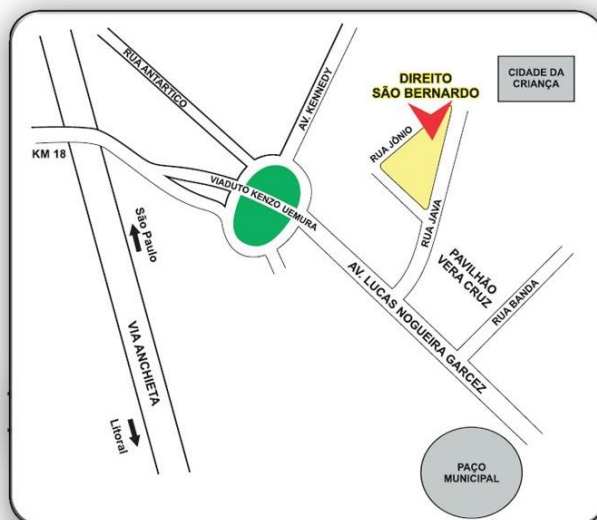 RUA ANTARTICO
AV. KENNEDY
DIREITO
SÃO BERNARDO
CIDADE DA
CRIANÇA
KM 18
RUA JÔNIO
VIADUTO KENZO UEMURA
São Paulo
RUA JAVA
PAVILHÃO
VERA CRUZ
AV. LUCAS NOGUEIRA GARCEZ
RUA BANDA
VIA ANCHIETA
Litoral
PAÇO
MUNICIPAL